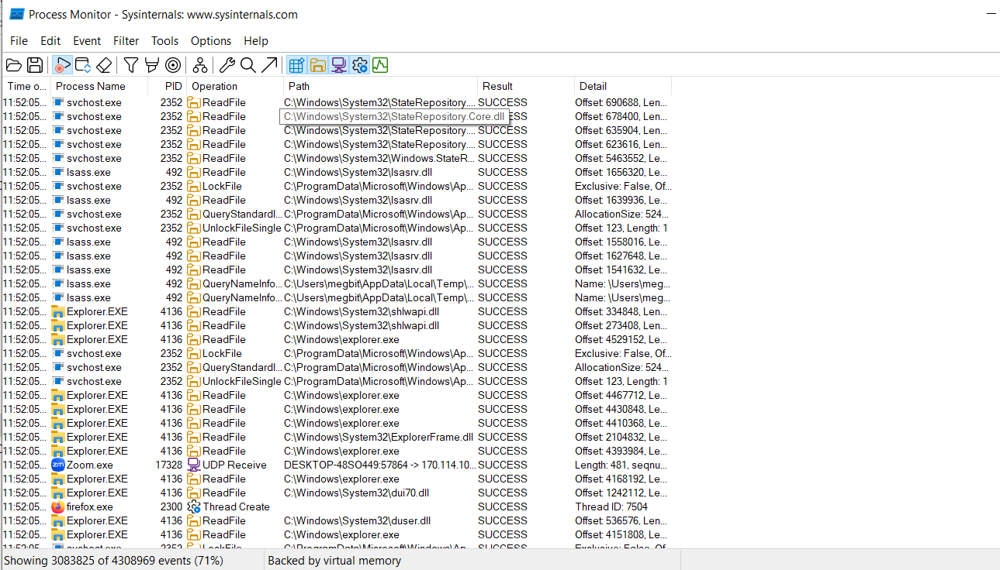 Process Monitor - Sysinternals: www.sysinternals.com
File Edit Event Filter Tools Options Help
Time o... Process Name PID Operation Path Result Detail
11:52:05... svchost.exe 2352 ReadFile C:\Windows\System32\StateRepository.... SUCCESS Offset: 690688, Len...
11:52:05... svchost.exe 2352 ReadFile C:\Windows\System32\StateRepository.Core.dll Offset: 678400, Len...
11:52:05... svchost.exe 2352 ReadFile C:\Windows\System32\StateRepository.... SUCCESS Offset: 635904, Len...
11:52:05... svchost.exe 2352 ReadFile C:\Windows\System32\StateRepository.... SUCCESS Offset: 623616, Len...
11:52:05... svchost.exe 2352 ReadFile C:\Windows\System32\Windows.StateR... SUCCESS Offset: 5463552, Le...
11:52:05... lsass.exe 492 ReadFile C:\Windows\System32\lsasrv.dll SUCCESS Offset: 1656320, Le...
11:52:05... svchost.exe 2352 LockFile C:\ProgramData\Microsoft\Windows\Ap... SUCCESS Exclusive: False, Of...
11:52:05... lsass.exe 492 ReadFile C:\Windows\System32\lsasrv.dll SUCCESS Offset: 1639936, Le...
11:52:05... svchost.exe 2352 QueryStandardI... C:\ProgramData\Microsoft\Windows\Ap... SUCCESS AllocationSize: 524...
11:52:05... svchost.exe 2352 UnlockFileSingle C:\ProgramData\Microsoft\Windows\Ap... SUCCESS Offset: 123, Length: 1
11:52:05... lsass.exe 492 ReadFile C:\Windows\System32\lsasrv.dll SUCCESS Offset: 1558016, Le...
11:52:05... lsass.exe 492 ReadFile C:\Windows\System32\lsasrv.dll SUCCESS Offset: 1627648, Le...
11:52:05... lsass.exe 492 ReadFile C:\Windows\System32\lsasrv.dll SUCCESS Offset: 1541632, Le...
11:52:05... lsass.exe 492 QueryNameInfo... C:\Users\megbit\AppData\Local\Temp\... SUCCESS Name: \Users\meg...
11:52:05... lsass.exe 492 QueryNameInfo... C:\Users\megbit\AppData\Local\Temp\... SUCCESS Name: \Users\meg...
11:52:05... Explorer.EXE 4136 ReadFile C:\Windows\System32\shlwapi.dll SUCCESS Offset: 334848, Len...
11:52:05... Explorer.EXE 4136 ReadFile C:\Windows\System32\shlwapi.dll SUCCESS Offset: 273408, Len...
11:52:05... Explorer.EXE 4136 ReadFile C:\Windows\explorer.exe SUCCESS Offset: 4529152, Le...
11:52:05... svchost.exe 2352 LockFile C:\ProgramData\Microsoft\Windows\Ap... SUCCESS Exclusive: False, Of...
11:52:05... svchost.exe 2352 QueryStandardI... C:\ProgramData\Microsoft\Windows\Ap... SUCCESS AllocationSize: 524...
11:52:05... svchost.exe 2352 UnlockFileSingle C:\ProgramData\Microsoft\Windows\Ap... SUCCESS Offset: 123, Length: 1
11:52:05... Explorer.EXE 4136 ReadFile C:\Windows\explorer.exe SUCCESS Offset: 4467712, Le...
11:52:05... Explorer.EXE 4136 ReadFile C:\Windows\explorer.exe SUCCESS Offset: 4430848, Le...
11:52:05... Explorer.EXE 4136 ReadFile C:\Windows\explorer.exe SUCCESS Offset: 4410368, Le...
11:52:05... Explorer.EXE 4136 ReadFile C:\Windows\System32\ExplorerFrame.dll SUCCESS Offset: 2104832, Le...
11:52:05... Explorer.EXE 4136 ReadFile C:\Windows\explorer.exe SUCCESS Offset: 4393984, Le...
11:52:05... zm Zoom.exe 17328 UDP Receive DESKTOP-48SO449:57864 -> 170.114.10... SUCCESS Length: 481, seqnu...
11:52:05... Explorer.EXE 4136 ReadFile C:\Windows\explorer.exe SUCCESS Offset: 4168192, Le...
11:52:05... Explorer.EXE 4136 ReadFile C:\Windows\System32\dui70.dll SUCCESS Offset: 1242112, Le...
11:52:05... firefox.exe 2300 Thread Create SUCCESS Thread ID: 7504
11:52:05... Explorer.EXE 4136 ReadFile C:\Windows\System32\duser.dll SUCCESS Offset: 536576, Len...
11:52:05... Explorer.EXE 4136 ReadFile C:\Windows\explorer.exe SUCCESS Offset: 4151808, Le...
Showing 3083825 of 4308969 events (71%) Backed by virtual memory